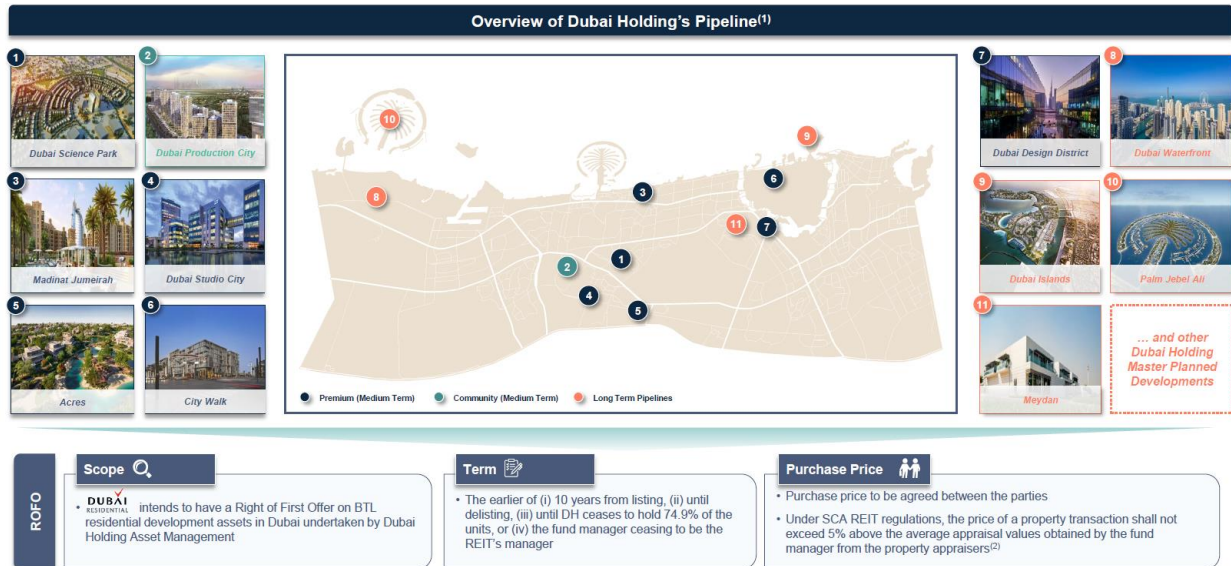 Overview of Dubai Holding's Pipeline(1)
1
Dubai Science Park
2
Dubai Production City
3
Madinat Jumeirah
4
Dubai Studio City
5
Acres
6
City Walk
10
9
8
3
6
11
7
1
2
4
5
Premium (Medium Term)
Community (Medium Term)
Long Term Pipelines
7
Dubai Design District
8
Dubai Waterfront
9
Dubai Islands
10
Palm Jebel Ali
11
Meydan
... and other
Dubai Holding
Master Planned
Developments
ROFO
Scope
• DUBAI RESIDENTIAL intends to have a Right of First Offer on BTL
residential development assets in Dubai undertaken by Dubai
Holding Asset Management
Term
• The earlier of (i) 10 years from listing, (ii) until
delisting, (iii) until DH ceases to hold 74.9% of the
units, or (iv) the fund manager ceasing to be the
REIT's manager
Purchase Price
• Purchase price to be agreed between the parties
• Under SCA REIT regulations, the price of a property transaction shall not
exceed 5% above the average appraisal values obtained by the fund
manager from the property appraisers(2)